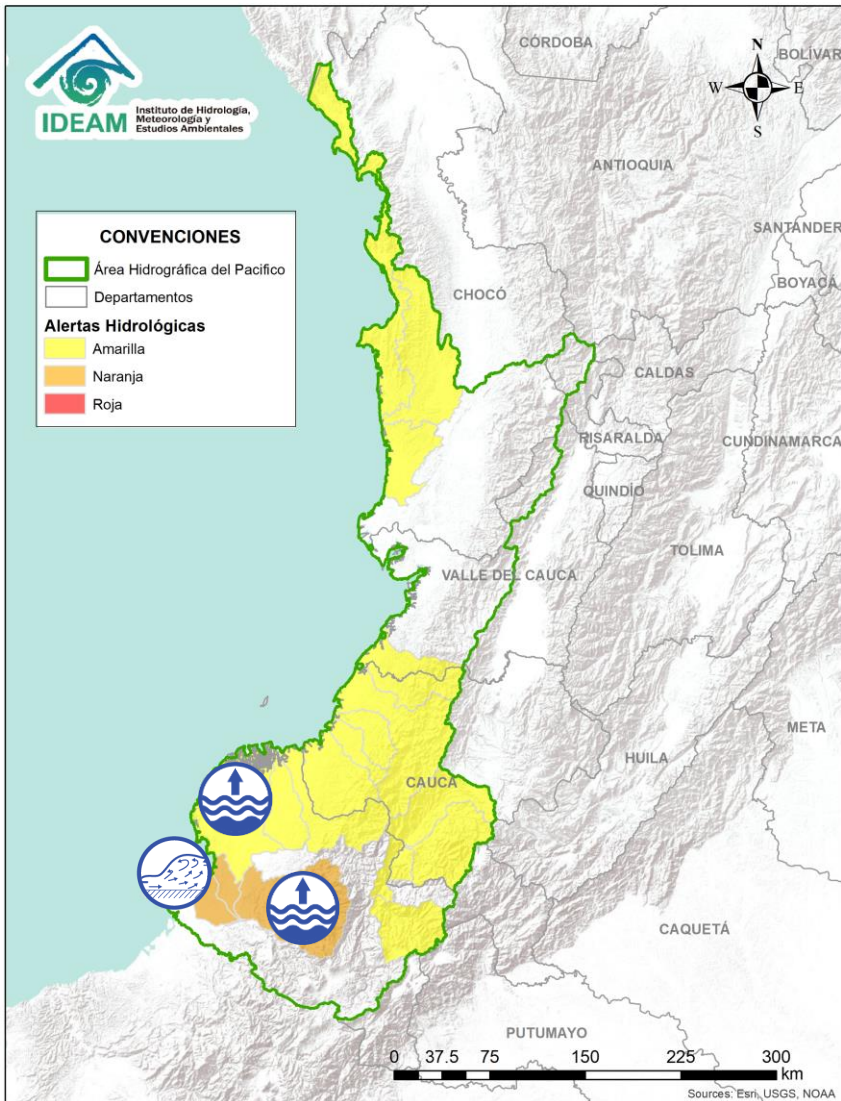 IDEAM
Instituto de Hidrología,
Meteorología y
Estudios Ambientales
CÓRDOBA
BOLÍVAR
N
W
E
S
ANTIOQUIA
SANTANDER
BOYACÁ
CONVENCIONES
Área Hidrográfica del Pacifico
Departamentos
Alertas Hidrológicas
Amarilla
Naranja
Roja
CHOCÓ
CALDAS
RISARALDA
CUNDINAMARCA
QUINDÍO
TOLIMA
VALLE DEL CAUCA
META
HUILA
CAUCA
CAQUETÁ
PUTUMAYO
0 37.5 75 150 225 300
km
Sources: Esri, USGS, NOAA